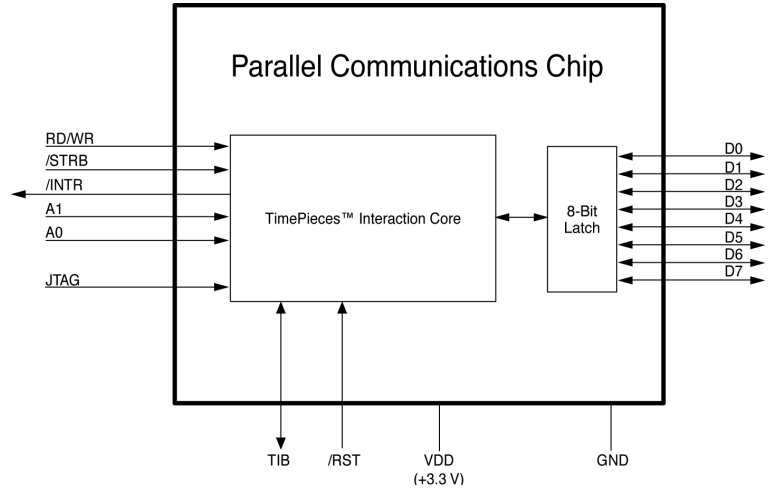 Parallel Communications Chip
RD/WR
/STRB
/INTR
A1
A0
JTAG
TimePieces™ Interaction Core
8-Bit
Latch
D0
D1
D2
D3
D4
D5
D6
D7
TIB
/RST
VDD
(+3.3 V)
GND